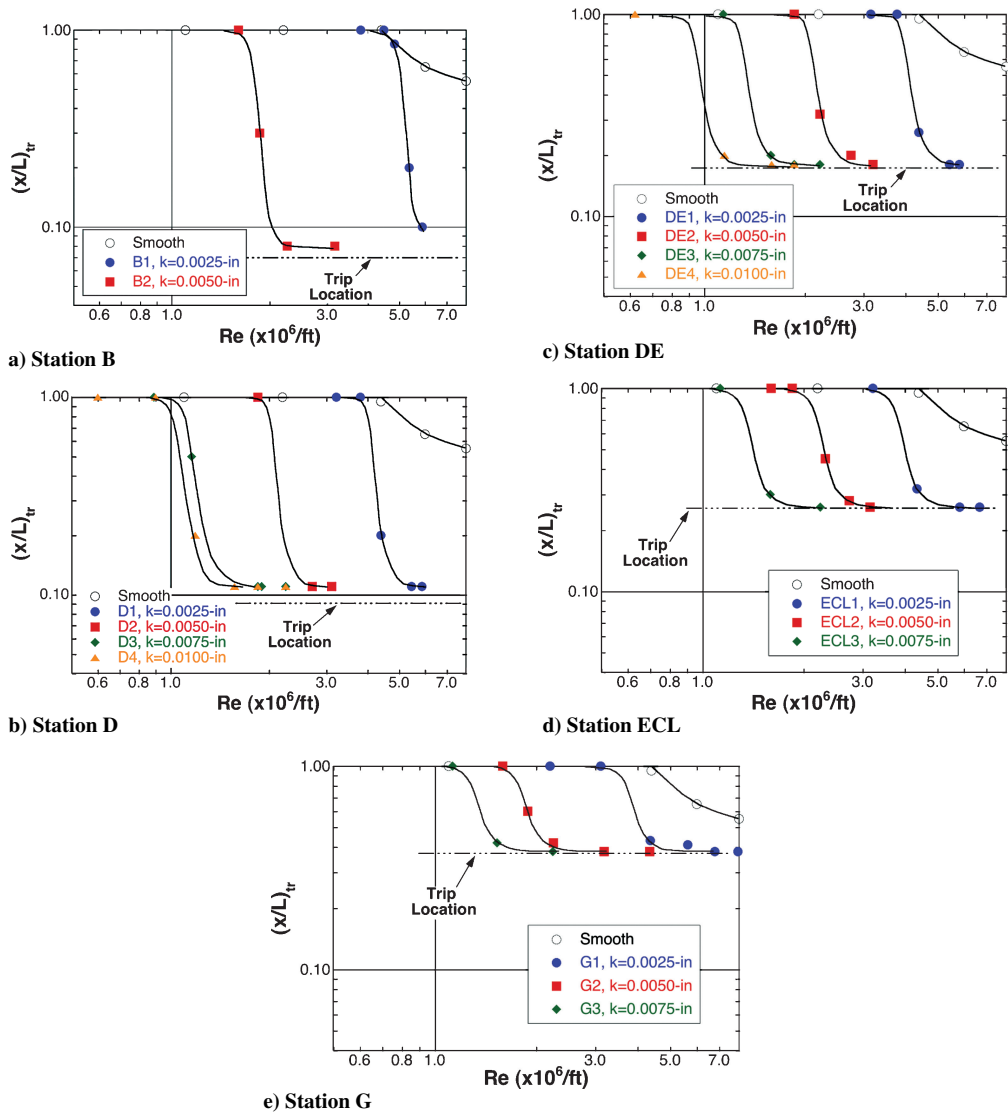 1.00
0.10
(x/L)tr
0.6
0.8
1.0
3.0
5.0
7.0
Re (x10^6/ft)
Smooth
B1, k=0.0025-in
B2, k=0.0050-in
Trip
Location
a) Station B
1.00
0.10
(x/L)tr
0.6
0.8
1.0
3.0
5.0
7.0
Re (x10^6/ft)
Smooth
DE1, k=0.0025-in
DE2, k=0.0050-in
DE3, k=0.0075-in
DE4, k=0.0100-in
Trip
Location
c) Station DE
1.00
0.10
(x/L)tr
0.6
0.8
1.0
3.0
5.0
7.0
Re (x10^6/ft)
Smooth
D1, k=0.0025-in
D2, k=0.0050-in
D3, k=0.0075-in
D4, k=0.0100-in
Trip
Location
b) Station D
1.00
0.10
(x/L)tr
0.6
0.8
1.0
3.0
5.0
7.0
Re (x10^6/ft)
Trip
Location
Smooth
ECL1, k=0.0025-in
ECL2, k=0.0050-in
ECL3, k=0.0075-in
d) Station ECL
1.00
0.10
(x/L)tr
0.6
0.8
1.0
3.0
5.0
7.0
Re (x10^6/ft)
Trip
Location
Smooth
G1, k=0.0025-in
G2, k=0.0050-in
G3, k=0.0075-in
e) Station G